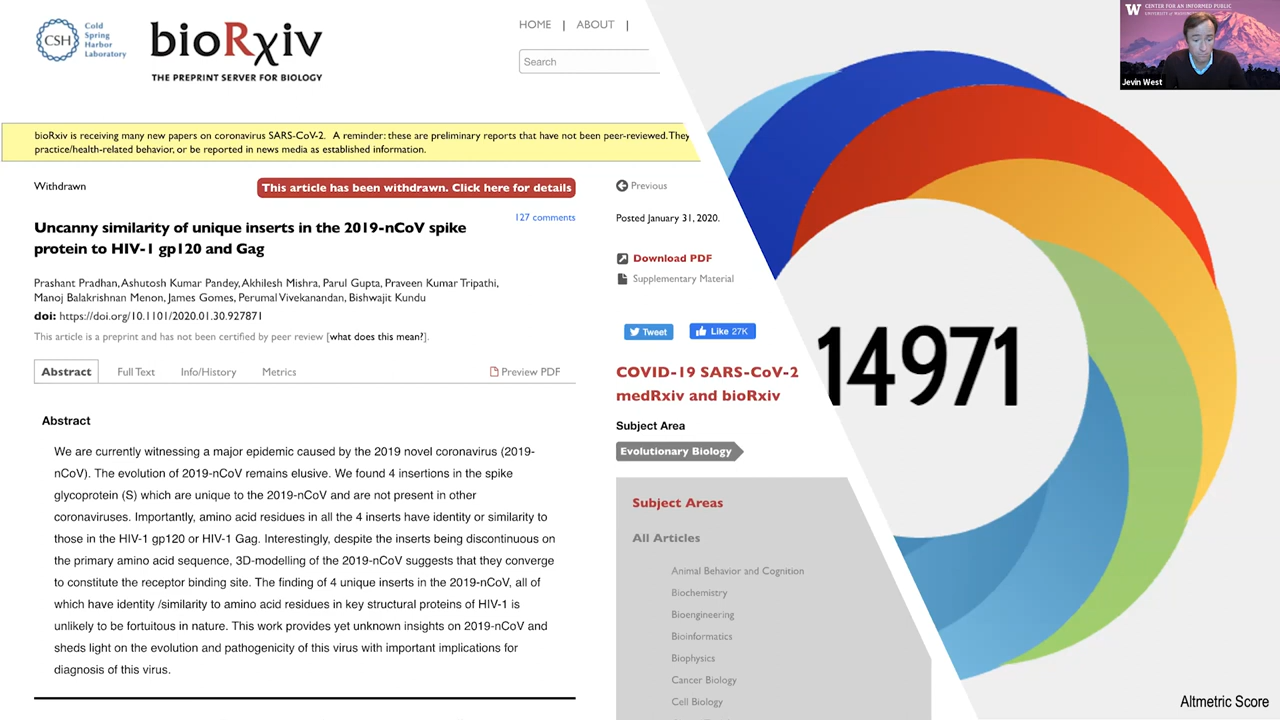 CSH
Cold
Spring
Harbor
Laboratory
bioRxiv
THE PREPRINT SERVER FOR BIOLOGY
HOME | ABOUT |
Search
W CENTER FOR AN INFORMED PUBLIC
UNIVERSITY OF WASHINGTON
Jevin West
bioRxiv is receiving many new papers on coronavirus SARS-CoV-2. A reminder: these are preliminary reports that have not been peer-reviewed. They
practice/health-related behavior, or be reported in news media as established information.
Withdrawn
This article has been withdrawn. Click here for details
127 comments
Uncanny similarity of unique inserts in the 2019-nCoV spike
protein to HIV-1 gp120 and Gag
Prashant Pradhan, Ashutosh Kumar Pandey, Akhilesh Mishra, Parul Gupta, Praveen Kumar Tripathi,
Manoj Balakrishnan Menon, James Gomes, Perumal Vivekanandan, Bishwajit Kundu
doi: https://doi.org/10.1101/2020.01.30.927871
This article is a preprint and has not been certified by peer review [what does this mean?].
Abstract Full Text Info/History Metrics Preview PDF
Abstract
We are currently witnessing a major epidemic caused by the 2019 novel coronavirus (2019-
nCoV). The evolution of 2019-nCoV remains elusive. We found 4 insertions in the spike
glycoprotein (S) which are unique to the 2019-nCoV and are not present in other
coronaviruses. Importantly, amino acid residues in all the 4 inserts have identity or similarity to
those in the HIV-1 gp120 or HIV-1 Gag. Interestingly, despite the inserts being discontinuous on
the primary amino acid sequence, 3D-modelling of the 2019-nCoV suggests that they converge
to constitute the receptor binding site. The finding of 4 unique inserts in the 2019-nCoV, all of
which have identity /similarity to amino acid residues in key structural proteins of HIV-1 is
unlikely to be fortuitous in nature. This work provides yet unknown insights on 2019-nCoV and
sheds light on the evolution and pathogenicity of this virus with important implications for
diagnosis of this virus.
Previous
Posted January 31, 2020.
Download PDF
Supplementary Material
Tweet Like 27K
COVID-19 SARS-CoV-2
medRxiv and bioRxiv
Subject Area
Evolutionary Biology
Subject Areas
All Articles
Animal Behavior and Cognition
Biochemistry
Bioengineering
Bioinformatics
Biophysics
Cancer Biology
Cell Biology
14971
Altmetric Score